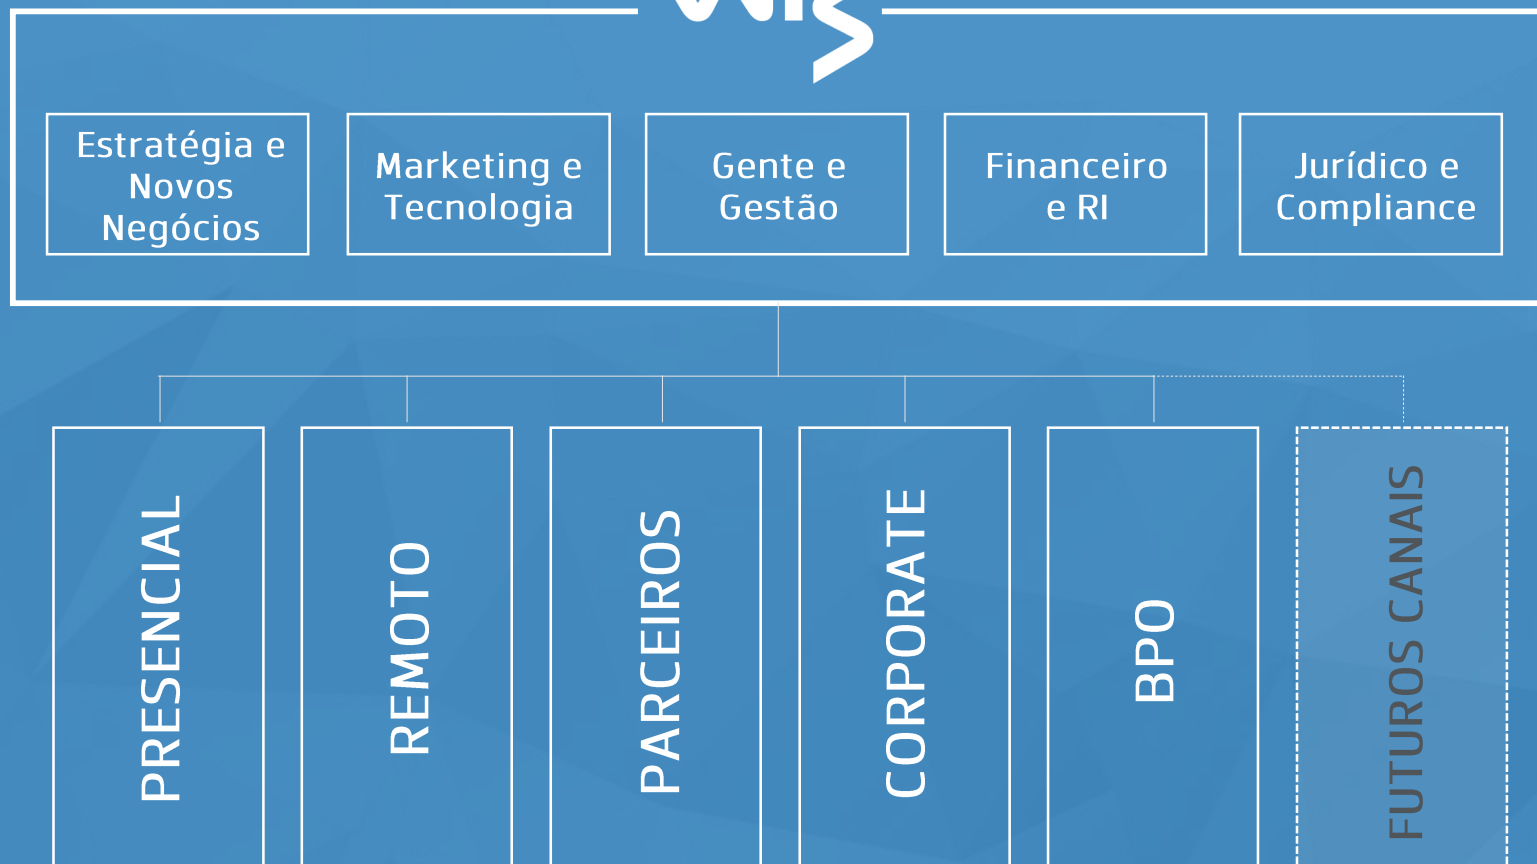 Estratégia e
Novos
Negócios
Marketing e
Tecnologia
Gente e
Gestão
Financeiro
e RI
Jurídico e
Compliance
PRESENCIAL
REMOTO
PARCEIROS
CORPORATE
BPO
FUTUROS CANAIS